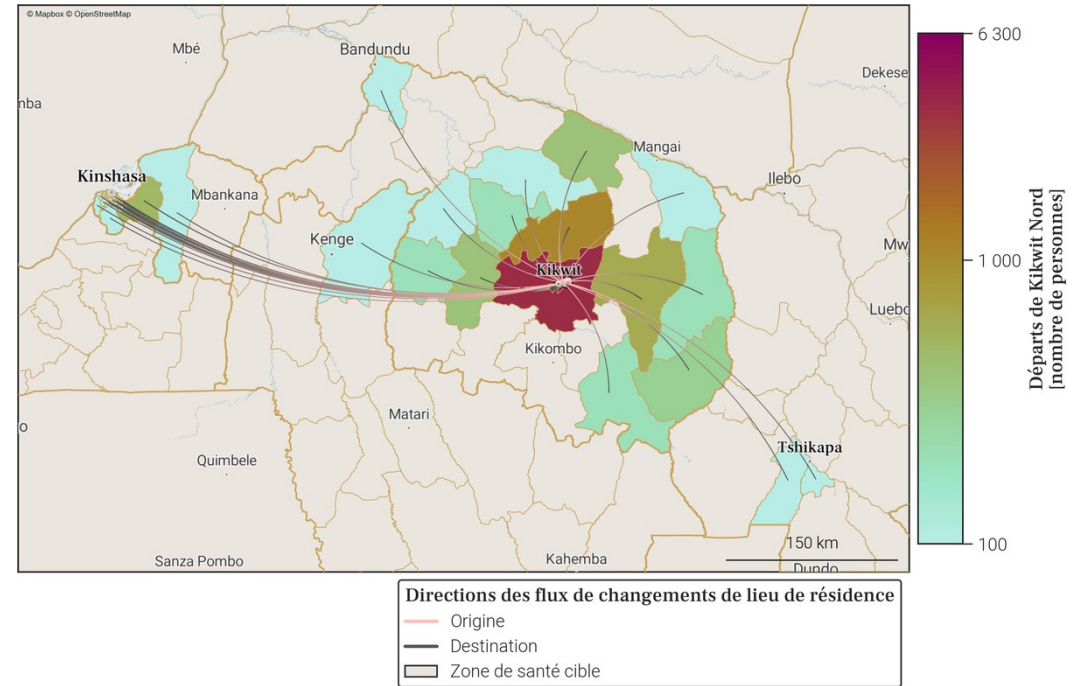 © Mapbox © OpenStreetMap
Mbé
Bandundu
Dekese
Mangai
Kinshasa
Ilebo
Mbankana
Kenge
Mw
Kikwit
Luebo
Kikombo
Matari
o
Tshikapa
Quimbele
150 km
Sanza Pombo
Kahemba
Dundo
6 300
1 000
100
Départs de Kikwit Nord
[nombre de personnes]
Directions des flux de changements de lieu de résidence
Origine
Destination
Zone de santé cible